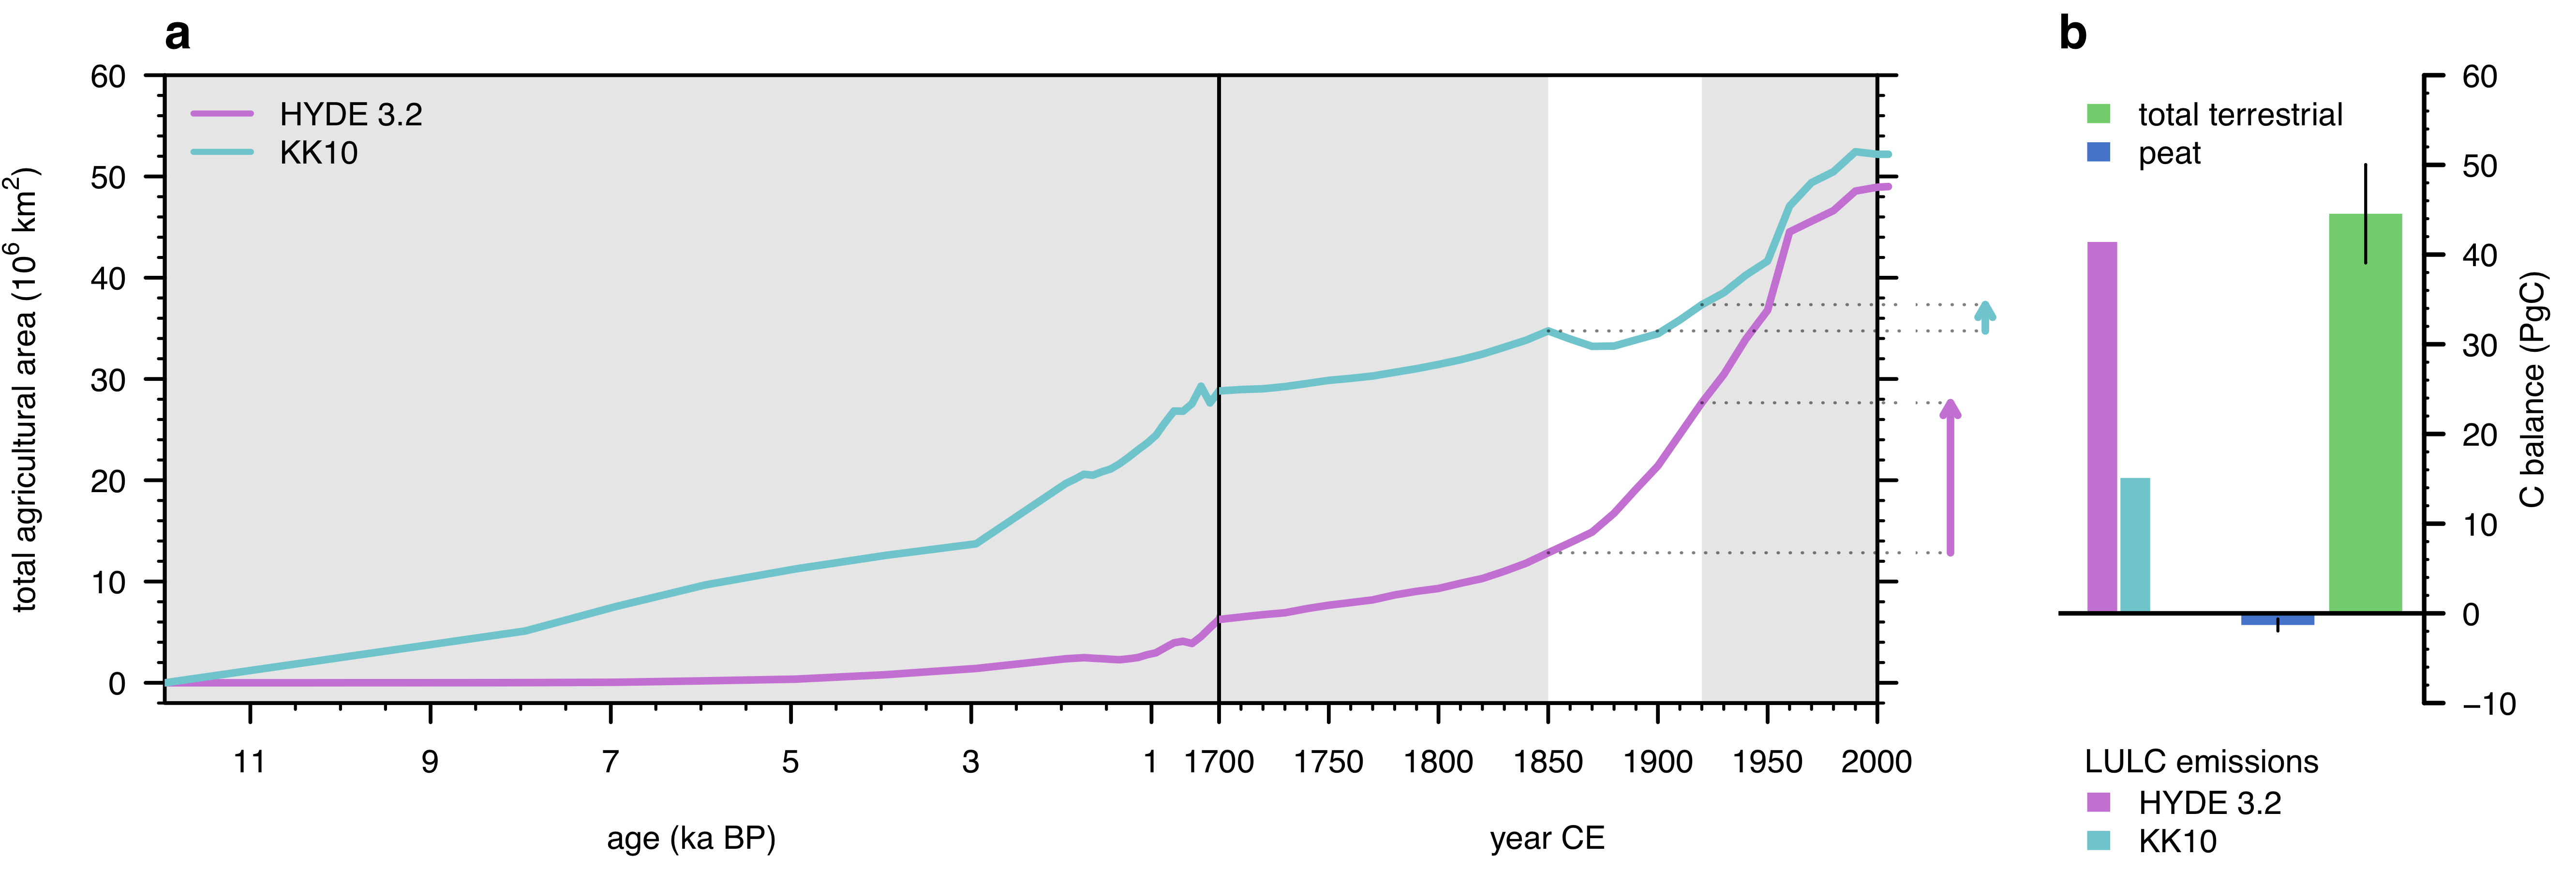 a
total agricultural area (10⁶ km²)
60
50
40
30
20
10
0
HYDE 3.2
KK10
11 9 7 5 3 1 1700 1750 1800 1850 1900 1950 2000
age (ka BP)
year CE
b
total terrestrial
peat
60
50
40
30
20
10
0
−10
C balance (PgC)
LULC emissions
HYDE 3.2
KK10